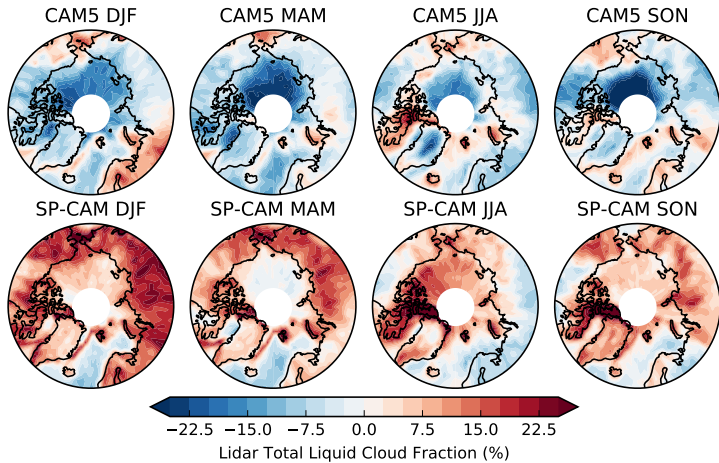 CAM5 DJF CAM5 MAM CAM5 JJA CAM5 SON
SP-CAM DJF SP-CAM MAM SP-CAM JJA SP-CAM SON
−22.5 −15.0 −7.5 0.0 7.5 15.0 22.5
Lidar Total Liquid Cloud Fraction (%)